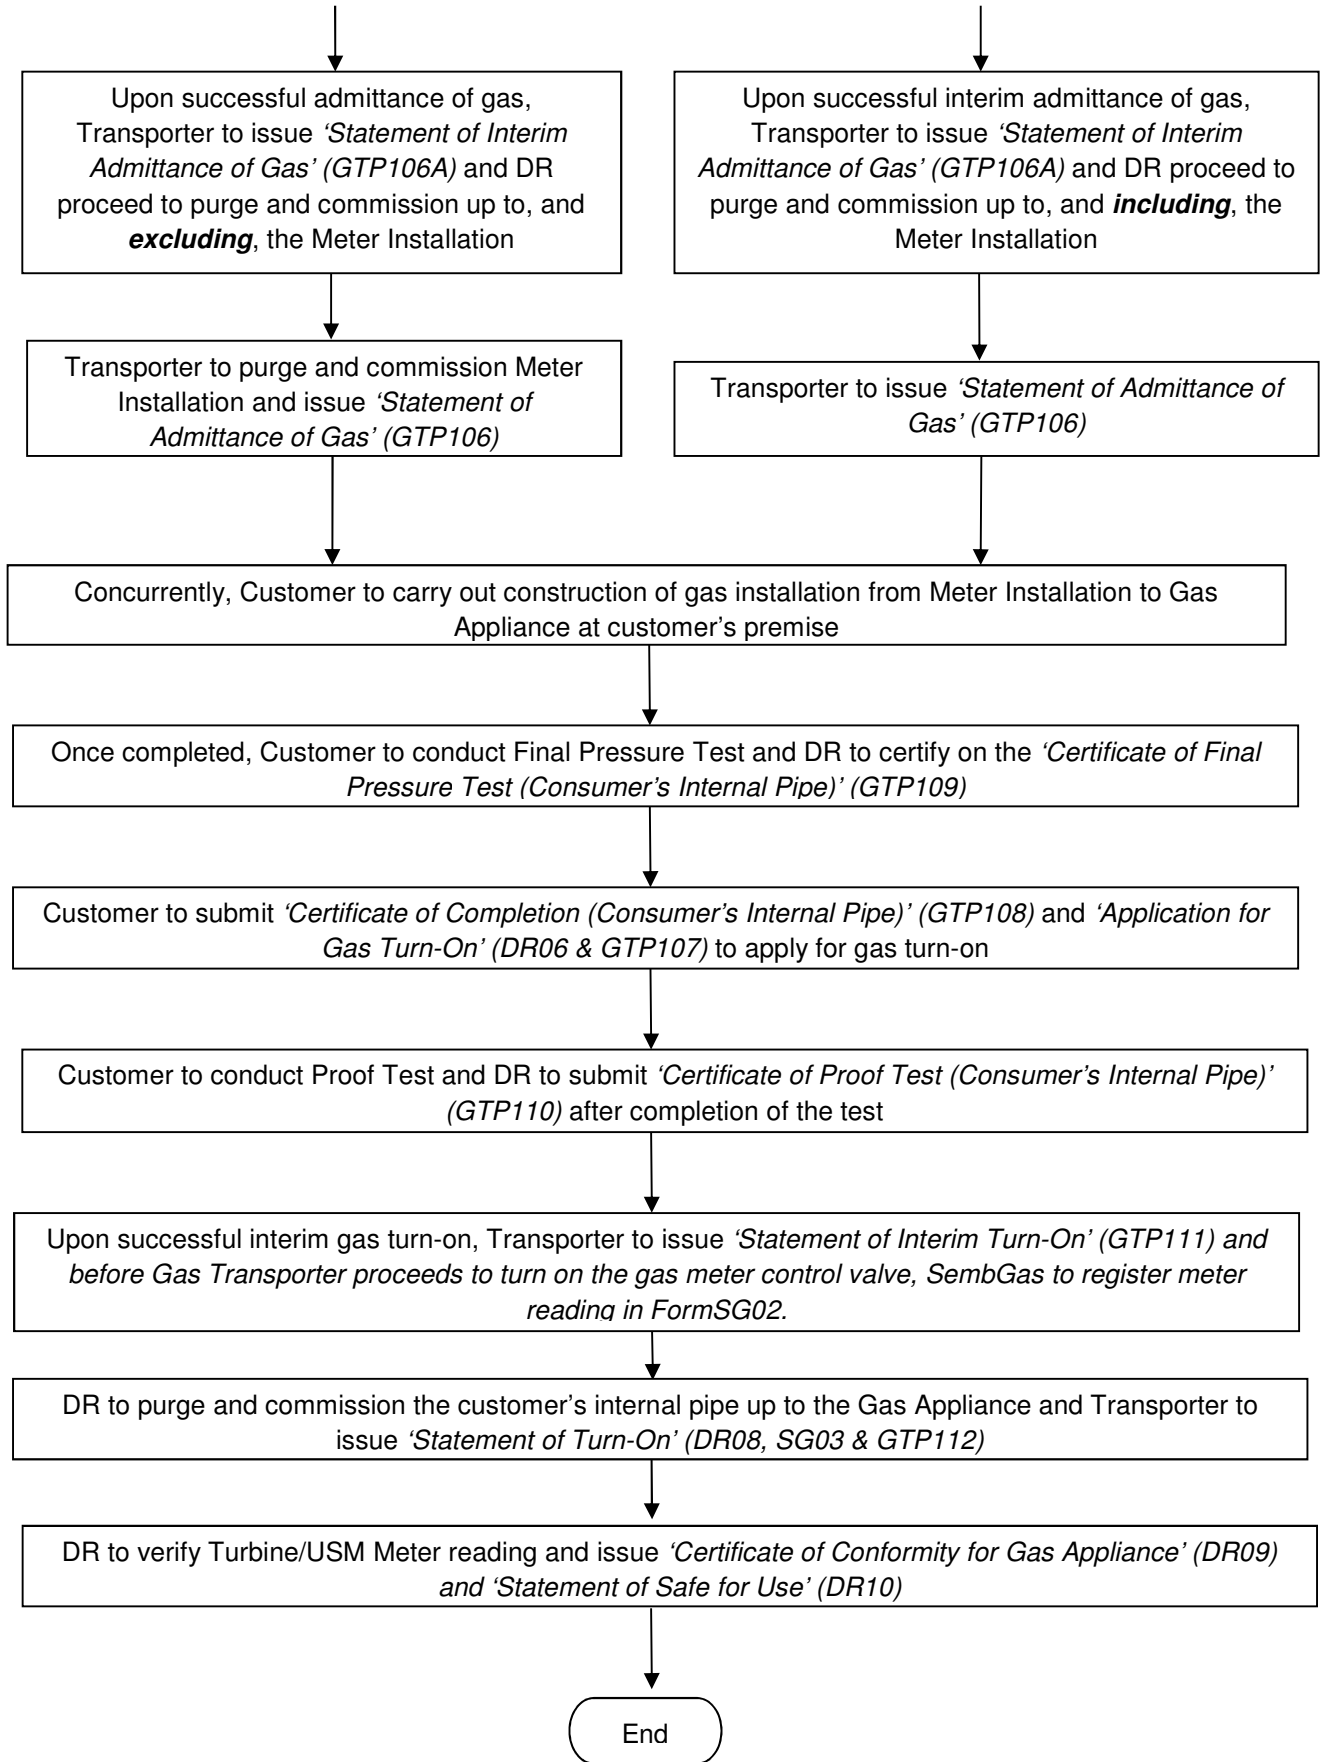 Upon successful admittance of gas,
Transporter to issue ‘Statement of Interim
Admittance of Gas’ (GTP106A) and DR
proceed to purge and commission up to, and
excluding, the Meter Installation
Upon successful interim admittance of gas,
Transporter to issue ‘Statement of Interim
Admittance of Gas’ (GTP106A) and DR proceed to
purge and commission up to, and including, the
Meter Installation
Transporter to purge and commission Meter
Installation and issue ‘Statement of
Admittance of Gas’ (GTP106)
Transporter to issue ‘Statement of Admittance of
Gas’ (GTP106)
Concurrently, Customer to carry out construction of gas installation from Meter Installation to Gas
Appliance at customer’s premise
Once completed, Customer to conduct Final Pressure Test and DR to certify on the ‘Certificate of Final
Pressure Test (Consumer’s Internal Pipe)’ (GTP109)
Customer to submit ‘Certificate of Completion (Consumer’s Internal Pipe)’ (GTP108) and ‘Application for
Gas Turn-On’ (DR06 & GTP107) to apply for gas turn-on
Customer to conduct Proof Test and DR to submit ‘Certificate of Proof Test (Consumer’s Internal Pipe)’
(GTP110) after completion of the test
Upon successful interim gas turn-on, Transporter to issue ‘Statement of Interim Turn-On’ (GTP111) and
before Gas Transporter proceeds to turn on the gas meter control valve, SembGas to register meter
reading in FormSG02.
DR to purge and commission the customer’s internal pipe up to the Gas Appliance and Transporter to
issue ‘Statement of Turn-On’ (DR08, SG03 & GTP112)
DR to verify Turbine/USM Meter reading and issue ‘Certificate of Conformity for Gas Appliance’ (DR09)
and ‘Statement of Safe for Use’ (DR10)
End